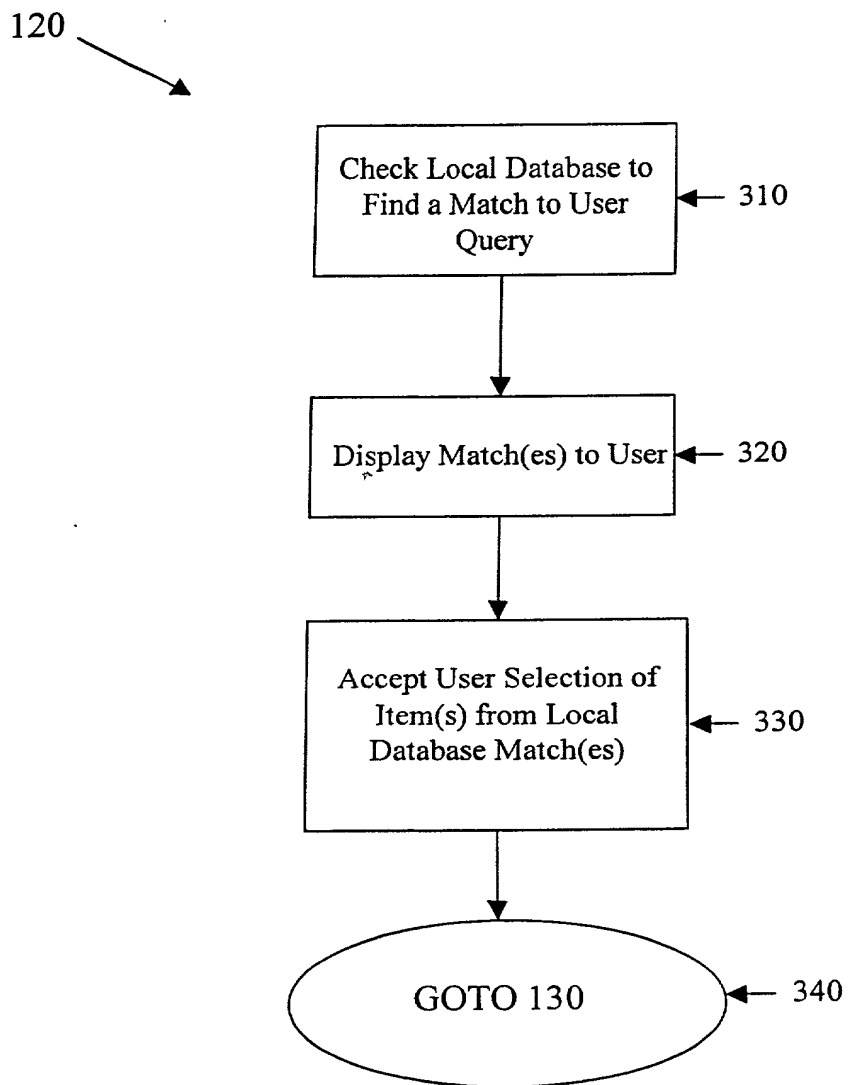 120
Check Local Database to
Find a Match to User
Query
310
Display Match(es) to User
320
Accept User Selection of
Item(s) from Local
Database Match(es)
330
GOTO 130
340